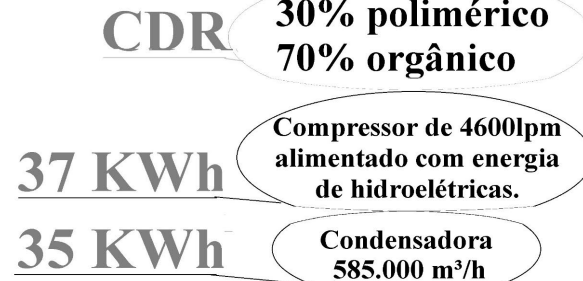 CDR
30% polimérico
70% orgânico
37 KWh
Compressor de 4600lpm
alimentado com energia
de hidroelétricas.
35 KWh
Condensadora
585.000 m³/h